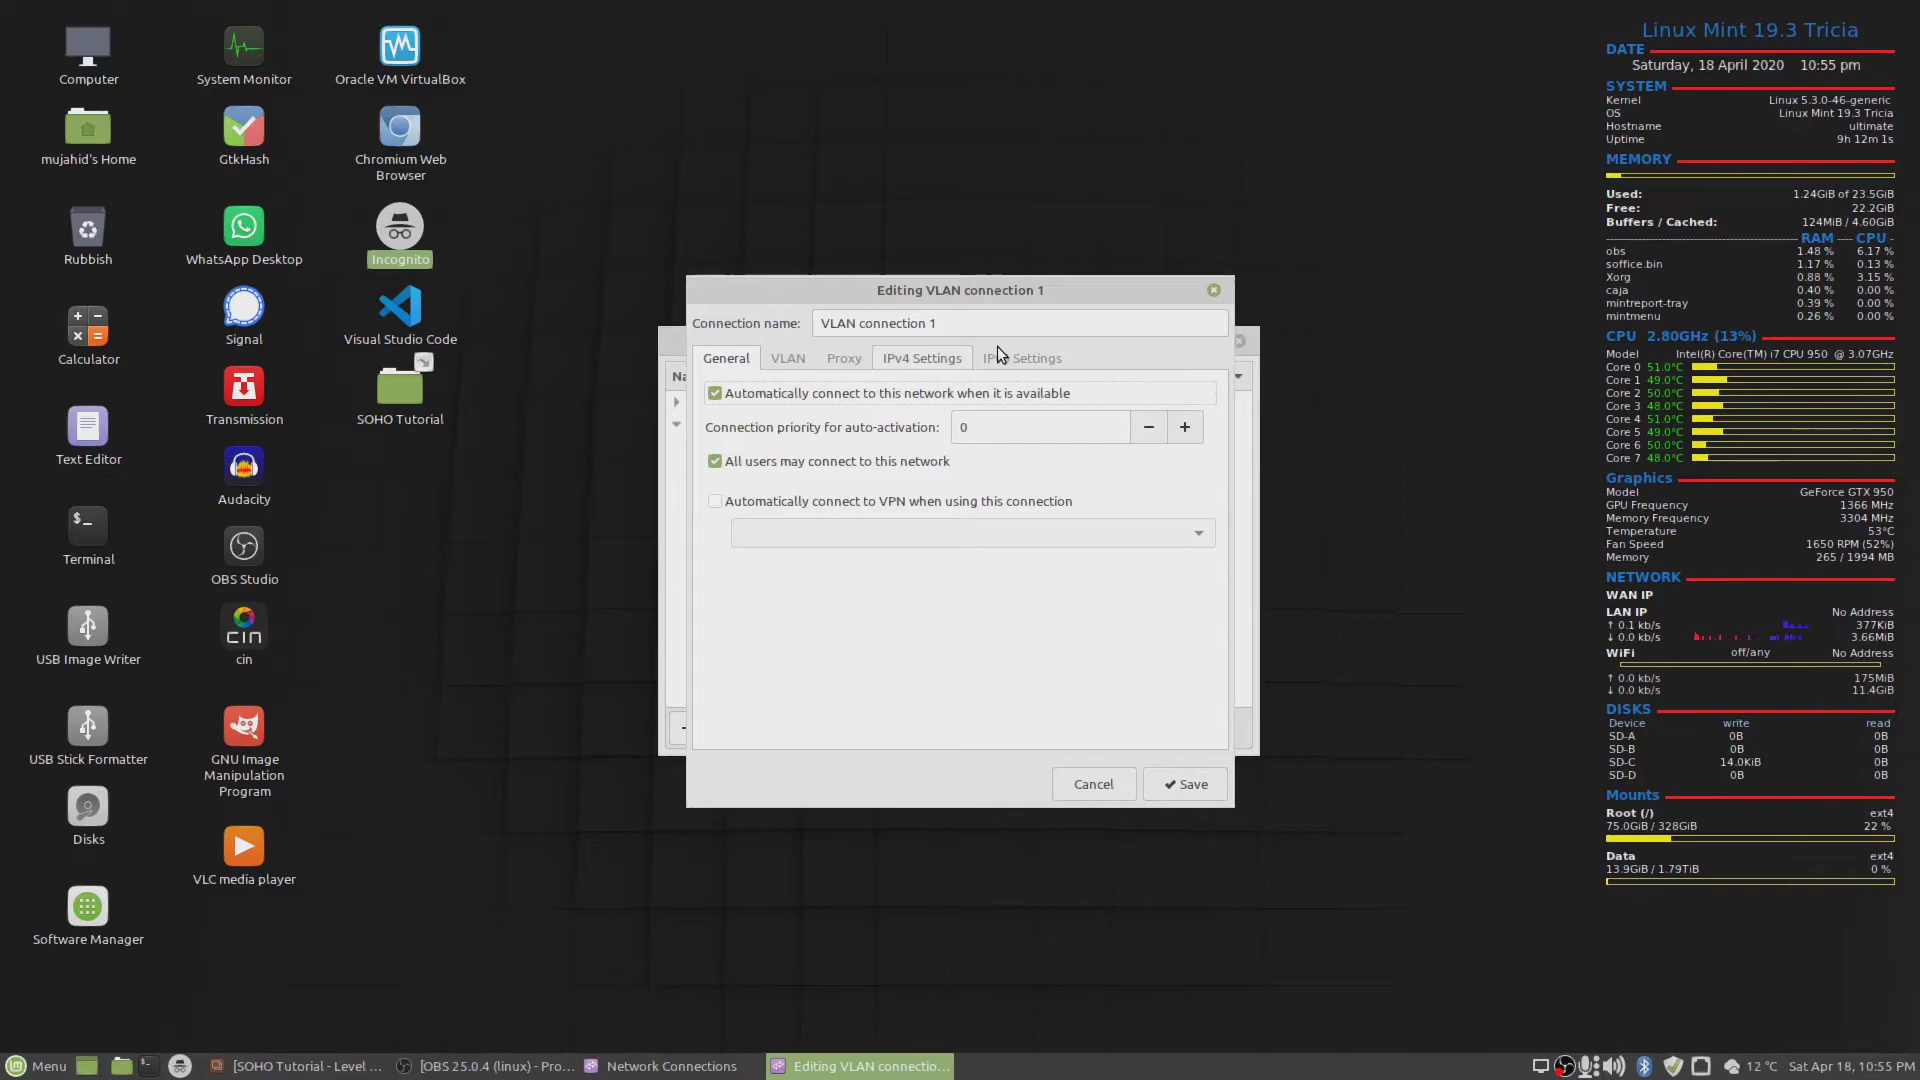 Computer
System Monitor
Oracle VM VirtualBox
mujahid's Home
GtkHash
Chromium Web
Browser
Rubbish
WhatsApp Desktop
Incognito
Calculator
Signal
Visual Studio Code
Text Editor
Transmission
SOHO Tutorial
Terminal
$_
Audacity
USB Image Writer
OBS Studio
cin
cin
USB Stick Formatter
GNU Image
Manipulation
Program
Disks
VLC media player
Software Manager
Editing VLAN connection 1
Connection name: VLAN connection 1
General VLAN Proxy IPv4 Settings Settings
Automatically connect to this network when it is available
Connection priority for auto-activation: 0 − +
All users may connect to this network
Automatically connect to VPN when using this connection
Cancel Save
Linux Mint 19.3 Tricia
DATE
Saturday, 18 April 2020 10:55 pm
SYSTEM
Kernel Linux 5.3.0-46-generic
OS Linux Mint 19.3 Tricia
Hostname ultimate
Uptime 9h 12m 1s
MEMORY
Used: 1.24GiB of 23.5GiB
Free: 22.2GiB
Buffers / Cached: 124MiB / 4.60GiB
RAM CPU
obs 1.48 % 6.17 %
soffice.bin 1.17 % 0.13 %
Xorg 0.88 % 3.15 %
caja 0.40 % 0.00 %
mintreport-tray 0.39 % 0.00 %
mintmenu 0.26 % 0.00 %
CPU 2.80GHz (13%)
Model Intel(R) Core(TM) i7 CPU 950 @ 3.07GHz
Core 0 51.0°C
Core 1 49.0°C
Core 2 50.0°C
Core 3 48.0°C
Core 4 51.0°C
Core 5 49.0°C
Core 6 50.0°C
Core 7 48.0°C
Graphics
Model GeForce GTX 950
GPU Frequency 1366 MHz
Memory Frequency 3304 MHz
Temperature 53°C
Fan Speed 1650 RPM (52%)
Memory 265 / 1994 MB
NETWORK
WAN IP
LAN IP No Address
↑ 0.1 kb/s 377KiB
↓ 0.0 kb/s 3.66MiB
WiFi off/any No Address
↑ 0.0 kb/s 175MiB
↓ 0.0 kb/s 11.4GiB
DISKS
Device write read
SD-A 0B 0B
SD-B 0B 0B
SD-C 14.0KiB 0B
SD-D 0B 0B
Mounts
Root (/) ext4
75.0GiB / 328GiB 22 %
Data ext4
13.9GiB / 1.79TiB 0 %
Menu [SOHO Tutorial - Level ... [OBS 25.0.4 (linux) - Pro... Network Connections Editing VLAN connectio... 12 °C Sat Apr 18, 10:55 PM